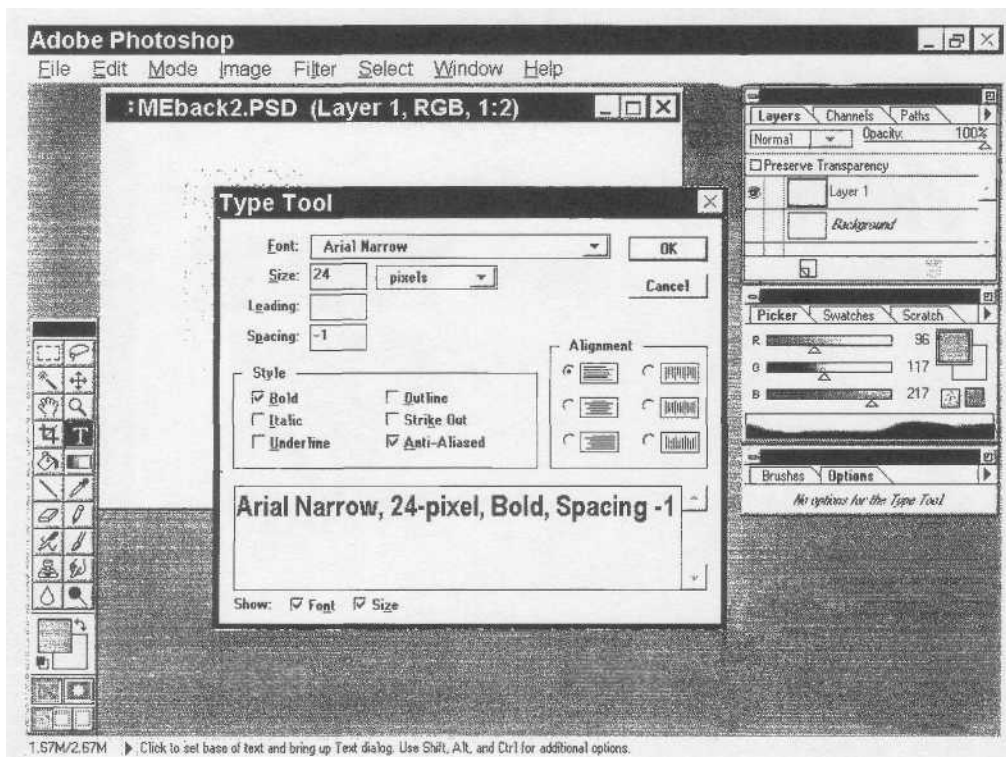 Adobe Photoshop
File Edit Mode Image Filter Select Window Help
:MEback2.PSD (Layer 1, RGB, 1:2)
Layers Channels Paths
Normal Opacity: 100%
Preserve Transparency
Layer 1
Background
Type Tool
Font: Arial Narrow OK
Size: 24 pixels Cancel
Leading:
Spacing: -1
Style
Bold Outline
Italic Strike Out
Underline Anti-Aliased
Alignment
Picker Swatches Scratch
R 96
G 117
B 217
Brushes Options
No options for the Type Tool
T
Arial Narrow, 24-pixel, Bold, Spacing -1
Show: Font Size
1.57M/2.67M Click to set base of text and bring up Text dialog. Use Shift, Alt, and Ctrl for additional options.